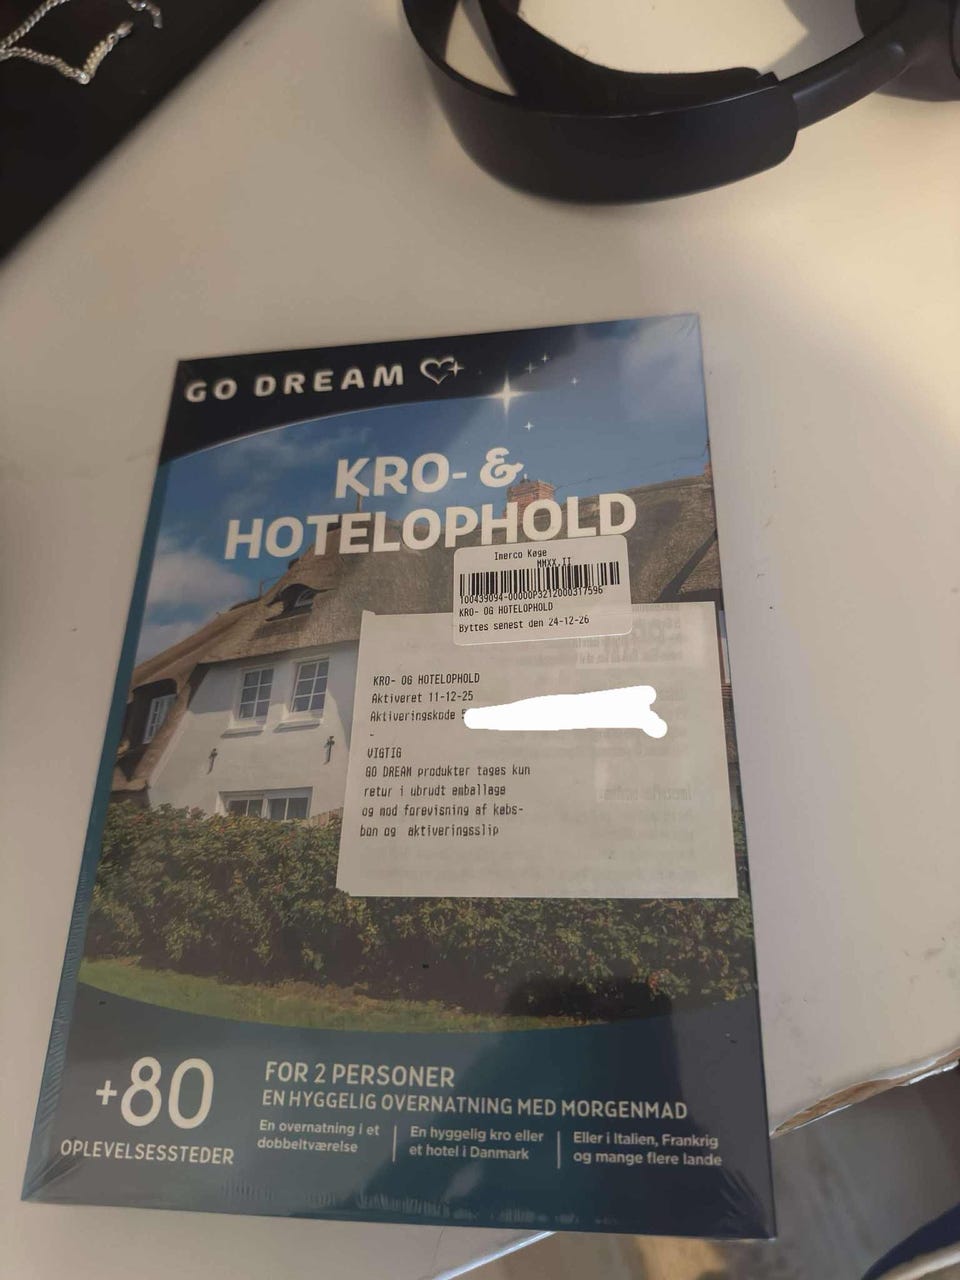 GO DREAM
KRO- &
HOTELOPHOLD
Imerco Køge
MMXX.II
100439094-00000P3212000317596
KRO- OG HOTELOPHOLD
Byttes senest den 24-12-26
KRO- OG HOTELOPHOLD
Aktiveret 11-12-25
Aktiveringskode
-
VIGTIG
GO DREAM produkter tages kun
retur i ubrudt emballage
og mod forevisning af købs-
bon og aktiveringsslip
+80
OPLEVELSESSTEDER
FOR 2 PERSONER
EN HYGGELIG OVERNATNING MED MORGENMAD
En overnatning i et
dobbeltværelse
En hyggelig kro eller
et hotel i Danmark
Eller i Italien, Frankrig
og mange flere lande